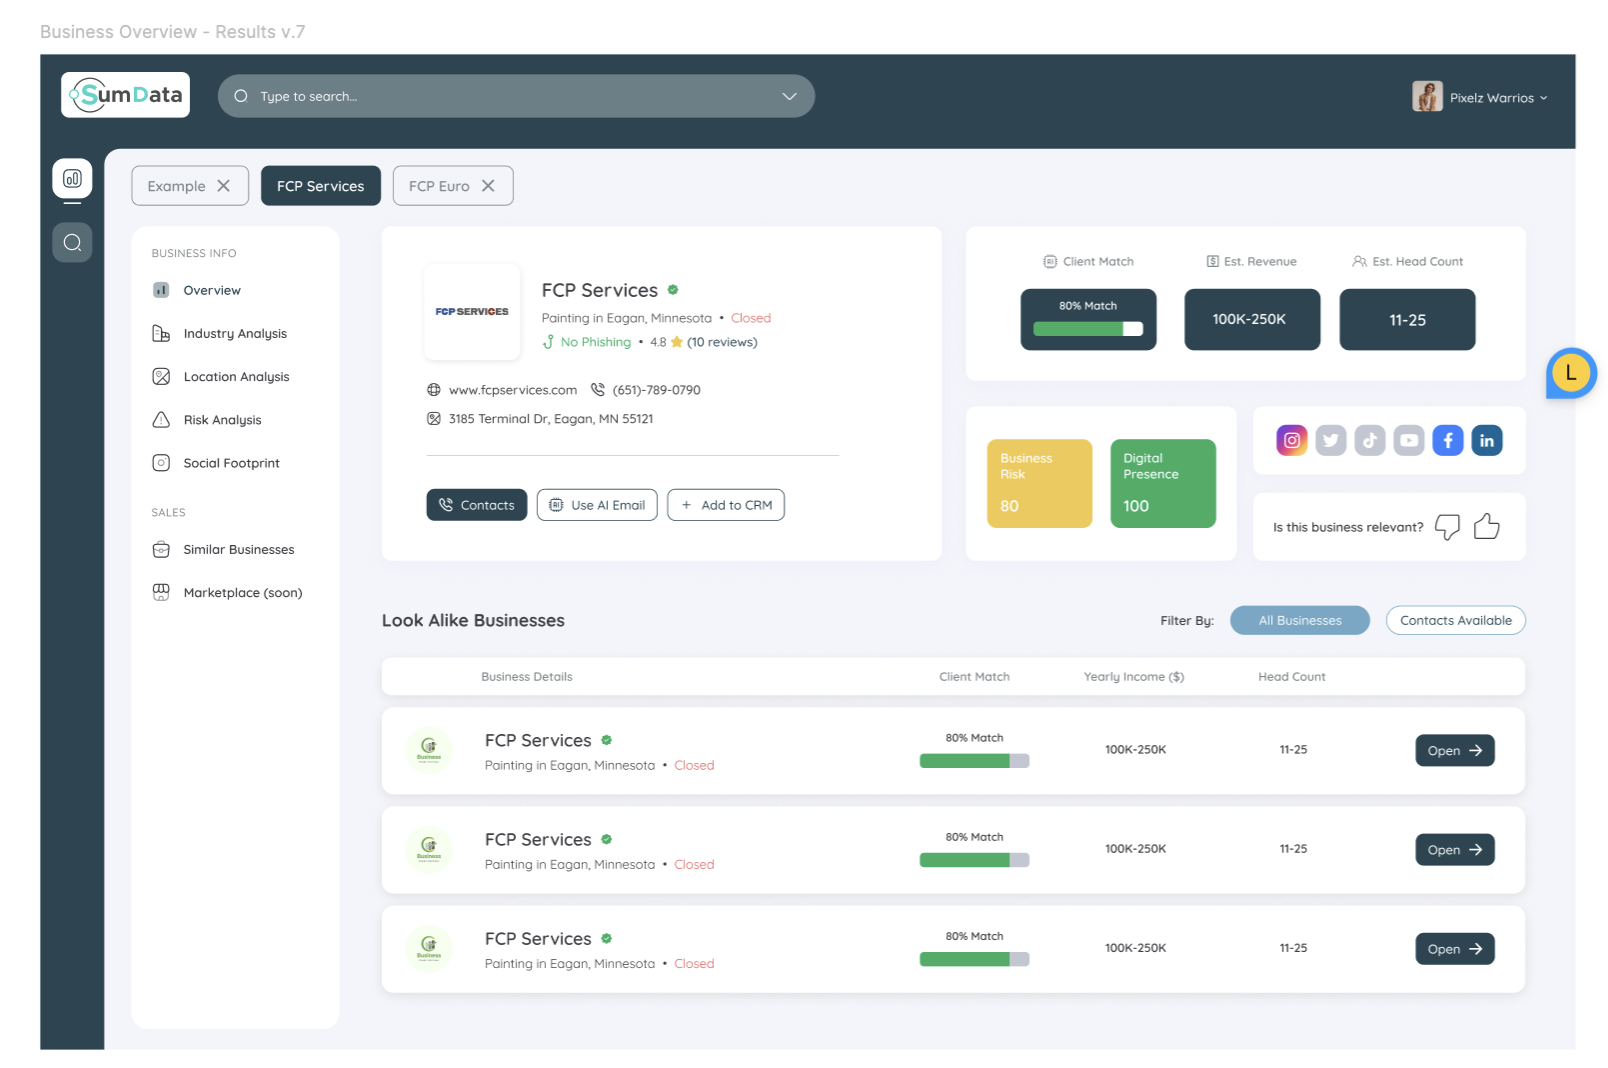 Business Overview - Results v.7
SumData
Type to search...
Pixelz Warrios
Example
FCP Services
FCP Euro
BUSINESS INFO
Overview
Industry Analysis
Location Analysis
Risk Analysis
Social Footprint
SALES
Similar Businesses
Marketplace (soon)
FCP SERVICES
FCP Services
Painting in Eagan, Minnesota • Closed
No Phishing • 4.8 (10 reviews)
www.fcpservices.com (651)-789-0790
3185 Terminal Dr, Eagan, MN 55121
Contacts
Use AI Email
+ Add to CRM
Client Match
Est. Revenue
Est. Head Count
80% Match
100K-250K
11-25
Business
Risk
80
Digital
Presence
100
Is this business relevant?
L
Look Alike Businesses
Filter By:
All Businesses
Contacts Available
Business Details
Client Match
Yearly Income ($)
Head Count
Business
FCP Services
Painting in Eagan, Minnesota • Closed
80% Match
100K-250K
11-25
Open
Business
FCP Services
Painting in Eagan, Minnesota • Closed
80% Match
100K-250K
11-25
Open
Business
FCP Services
Painting in Eagan, Minnesota • Closed
80% Match
100K-250K
11-25
Open